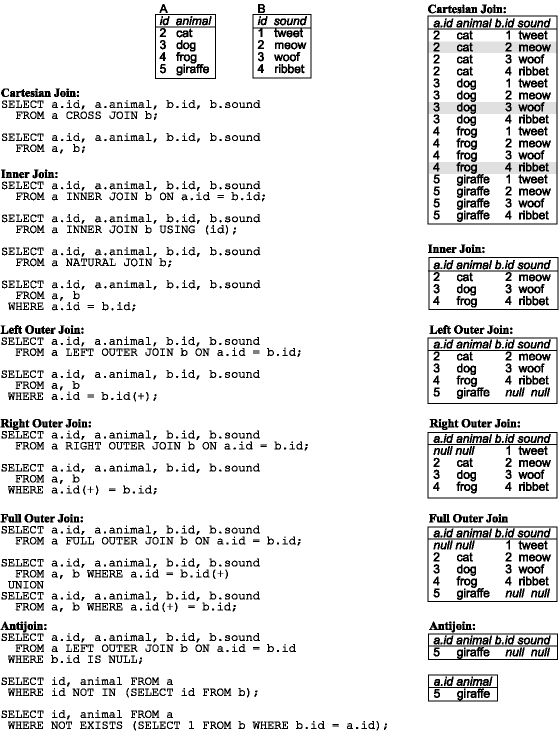 A
id animal
2 cat
3 dog
4 frog
5 giraffe
B
id sound
1 tweet
2 meow
3 woof
4 ribbet
Cartesian Join:
SELECT a.id, a.animal, b.id, b.sound
FROM a CROSS JOIN b;
SELECT a.id, a.animal, b.id, b.sound
FROM a, b;
Inner Join:
SELECT a.id, a.animal, b.id, b.sound
FROM a INNER JOIN b ON a.id = b.id;
SELECT a.id, a.animal, b.id, b.sound
FROM a INNER JOIN b USING (id);
SELECT a.id, a.animal, b.id, b.sound
FROM a NATURAL JOIN b;
SELECT a.id, a.animal, b.id, b.sound
FROM a, b
WHERE a.id = b.id;
Left Outer Join:
SELECT a.id, a.animal, b.id, b.sound
FROM a LEFT OUTER JOIN b ON a.id = b.id;
SELECT a.id, a.animal, b.id, b.sound
FROM a, b
WHERE a.id = b.id(+);
Right Outer Join:
SELECT a.id, a.animal, b.id, b.sound
FROM a RIGHT OUTER JOIN b ON a.id = b.id;
SELECT a.id, a.animal, b.id, b.sound
FROM a, b
WHERE a.id(+) = b.id;
Full Outer Join:
SELECT a.id, a.animal, b.id, b.sound
FROM a FULL OUTER JOIN b ON a.id = b.id;
SELECT a.id, a.animal, b.id, b.sound
FROM a, b WHERE a.id = b.id(+)
UNION
SELECT a.id, a.animal, b.id, b.sound
FROM a, b WHERE a.id(+) = b.id;
Antijoin:
SELECT a.id, a.animal, b.id, b.sound
FROM a LEFT OUTER JOIN b ON a.id = b.id
WHERE b.id IS NULL;
SELECT id, animal FROM a
WHERE id NOT IN (SELECT id FROM b);
SELECT id, animal FROM a
WHERE NOT EXISTS (SELECT 1 FROM b WHERE b.id = a.id);
Cartesian Join:
a.id animal b.id sound
2 cat 1 tweet
2 cat 2 meow
2 cat 3 woof
2 cat 4 ribbet
3 dog 1 tweet
3 dog 2 meow
3 dog 3 woof
3 dog 4 ribbet
4 frog 1 tweet
4 frog 2 meow
4 frog 3 woof
4 frog 4 ribbet
5 giraffe 1 tweet
5 giraffe 2 meow
5 giraffe 3 woof
5 giraffe 4 ribbet
Inner Join:
a.id animal b.id sound
2 cat 2 meow
3 dog 3 woof
4 frog 4 ribbet
Left Outer Join:
a.id animal b.id sound
2 cat 2 meow
3 dog 3 woof
4 frog 4 ribbet
5 giraffe null null
Right Outer Join:
a.id animal b.id sound
null null 1 tweet
2 cat 2 meow
3 dog 3 woof
4 frog 4 ribbet
Full Outer Join
a.id animal b.id sound
null null 1 tweet
2 cat 2 meow
3 dog 3 woof
4 frog 4 ribbet
5 giraffe null null
Antijoin:
a.id animal b.id sound
5 giraffe null null
a.id animal
5 giraffe